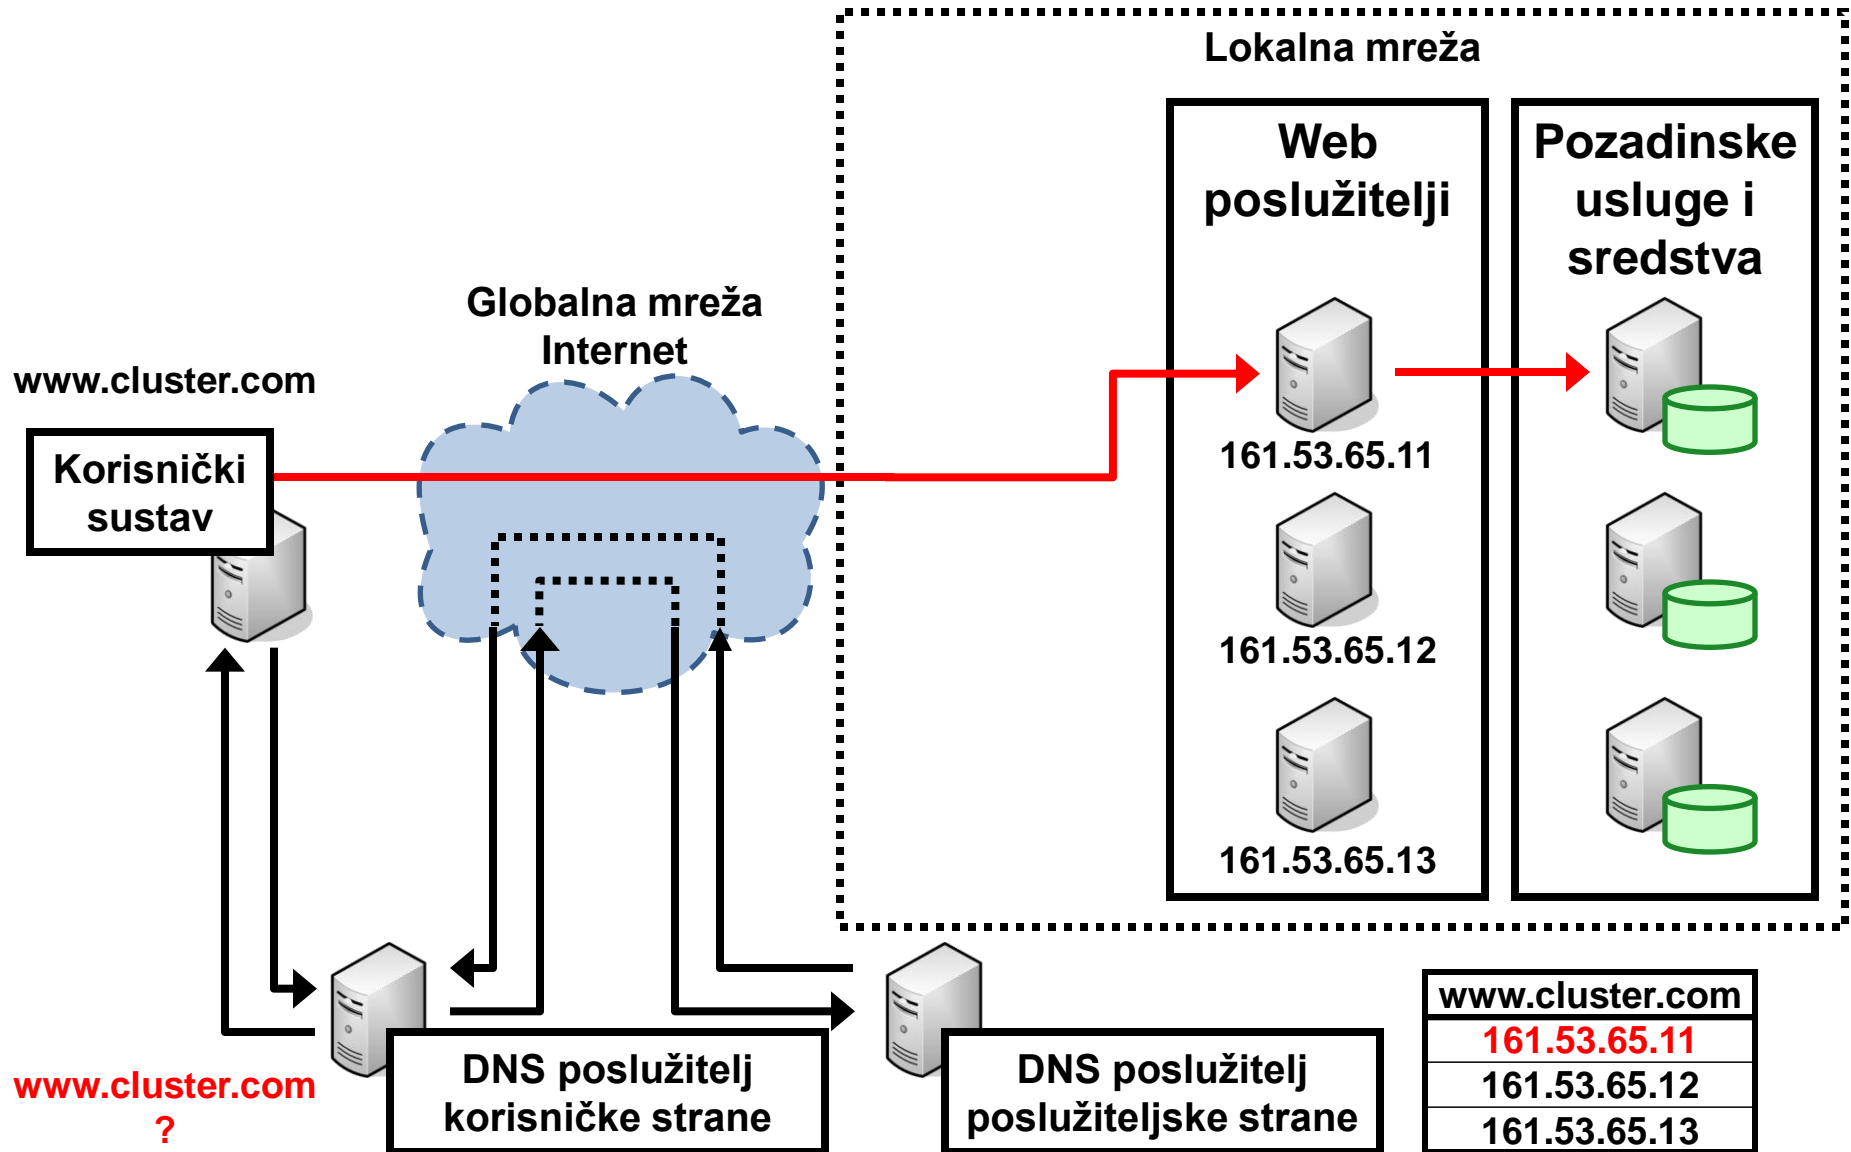 Lokalna mreža
Web
poslužitelji
Pozadinske
usluge i
sredstva
Globalna mreža
Internet
www.cluster.com
Korisnički
sustav
161.53.65.11
161.53.65.12
161.53.65.13
www.cluster.com
?
DNS poslužitelj
korisničke strane
DNS poslužitelj
poslužiteljske strane
www.cluster.com
161.53.65.11
161.53.65.12
161.53.65.13